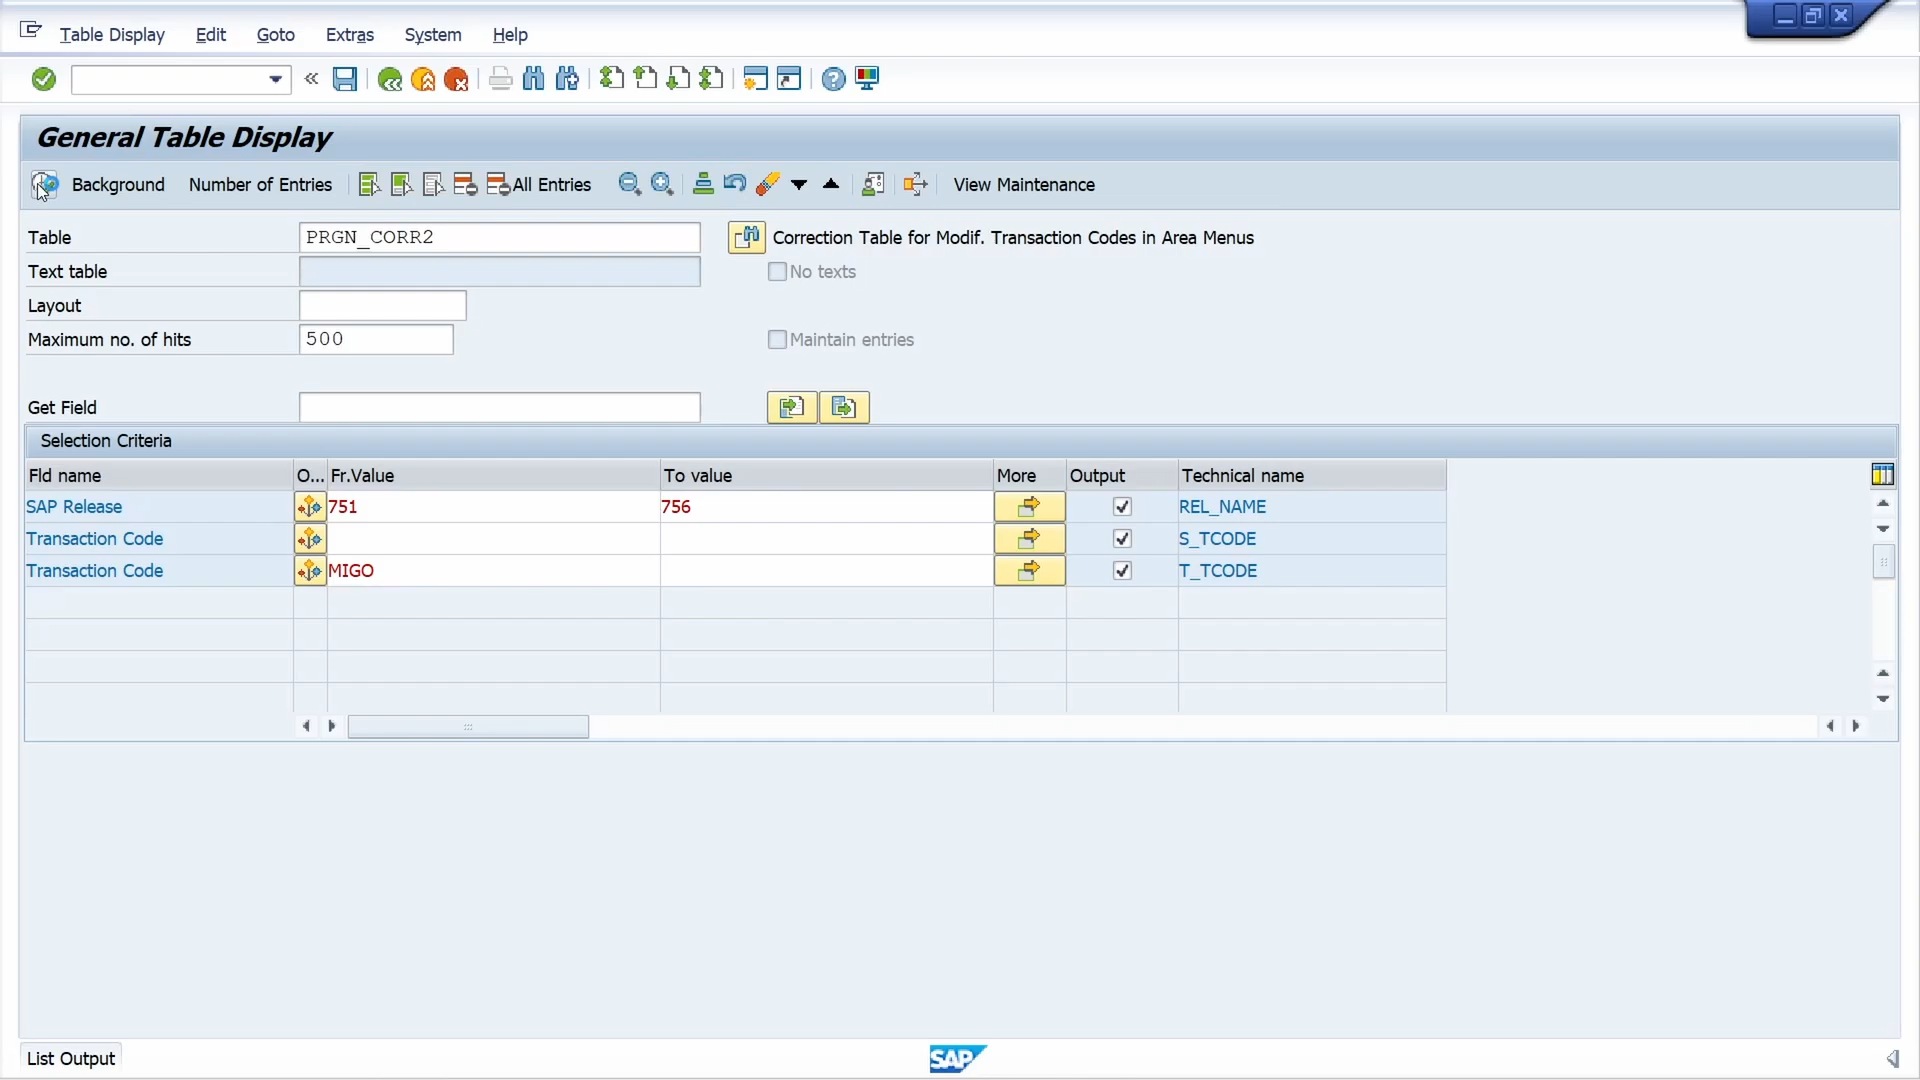 Table Display Edit Goto Extras System Help
General Table Display
Background Number of Entries All Entries View Maintenance
Table PRGN_CORR2 Correction Table for Modif. Transaction Codes in Area Menus
Text table No texts
Layout
Maximum no. of hits 500 Maintain entries
Get Field
Selection Criteria
Fld name O... Fr.Value To value More Output Technical name
SAP Release 751 756 REL_NAME
Transaction Code S_TCODE
Transaction Code MIGO T_TCODE
List Output SAP